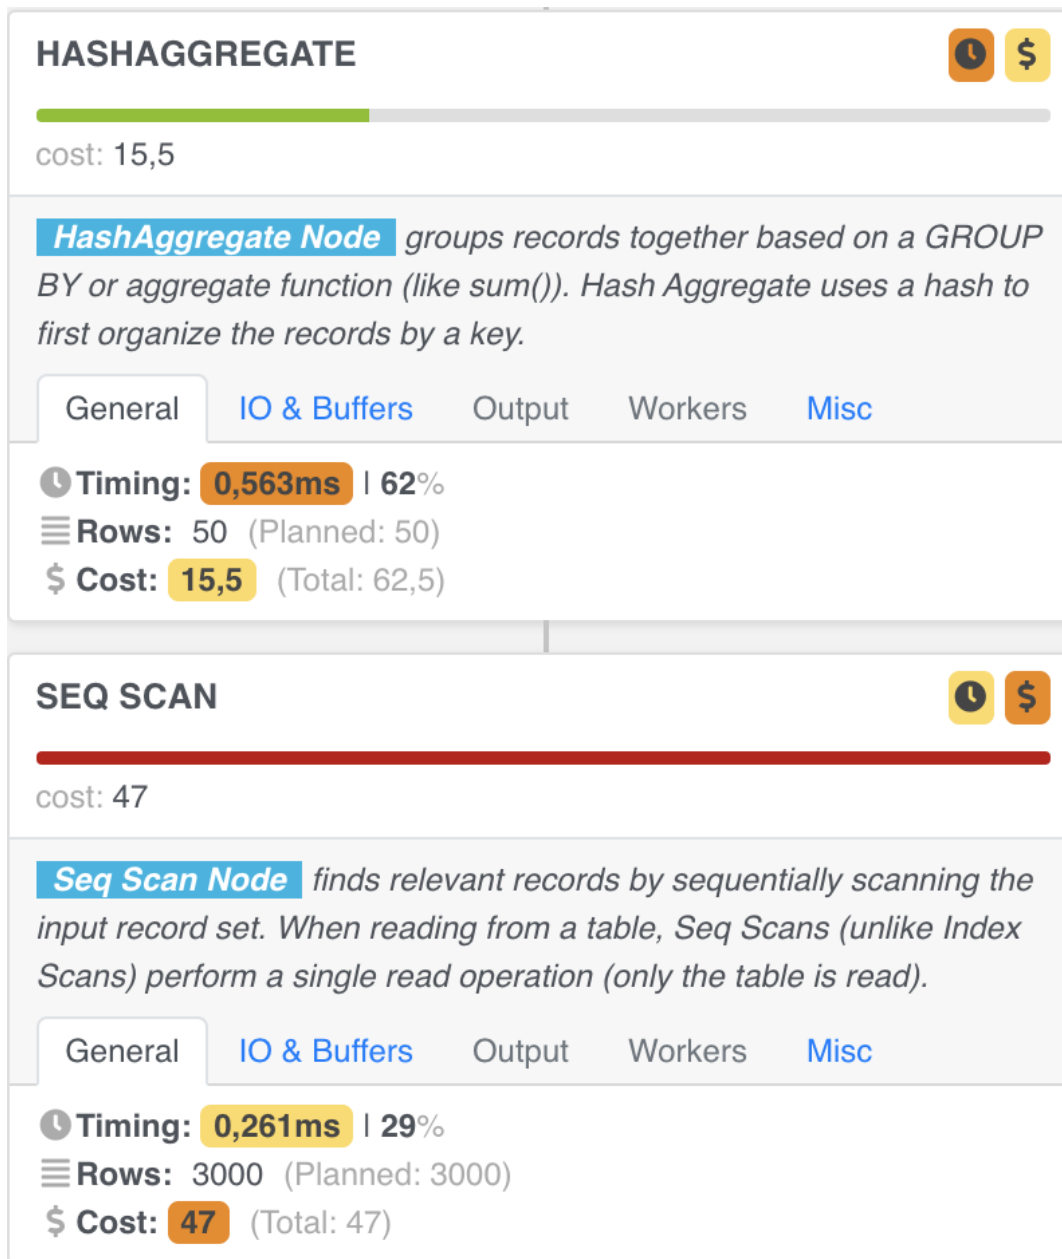 HASHAGGREGATE $
cost: 15,5
HashAggregate Node groups records together based on a GROUP
BY or aggregate function (like sum()). Hash Aggregate uses a hash to
first organize the records by a key.
General IO & Buffers Output Workers Misc
Timing: 0,563ms | 62%
Rows: 50 (Planned: 50)
$ Cost: 15,5 (Total: 62,5)
SEQ SCAN $
cost: 47
Seq Scan Node finds relevant records by sequentially scanning the
input record set. When reading from a table, Seq Scans (unlike Index
Scans) perform a single read operation (only the table is read).
General IO & Buffers Output Workers Misc
Timing: 0,261ms | 29%
Rows: 3000 (Planned: 3000)
$ Cost: 47 (Total: 47)